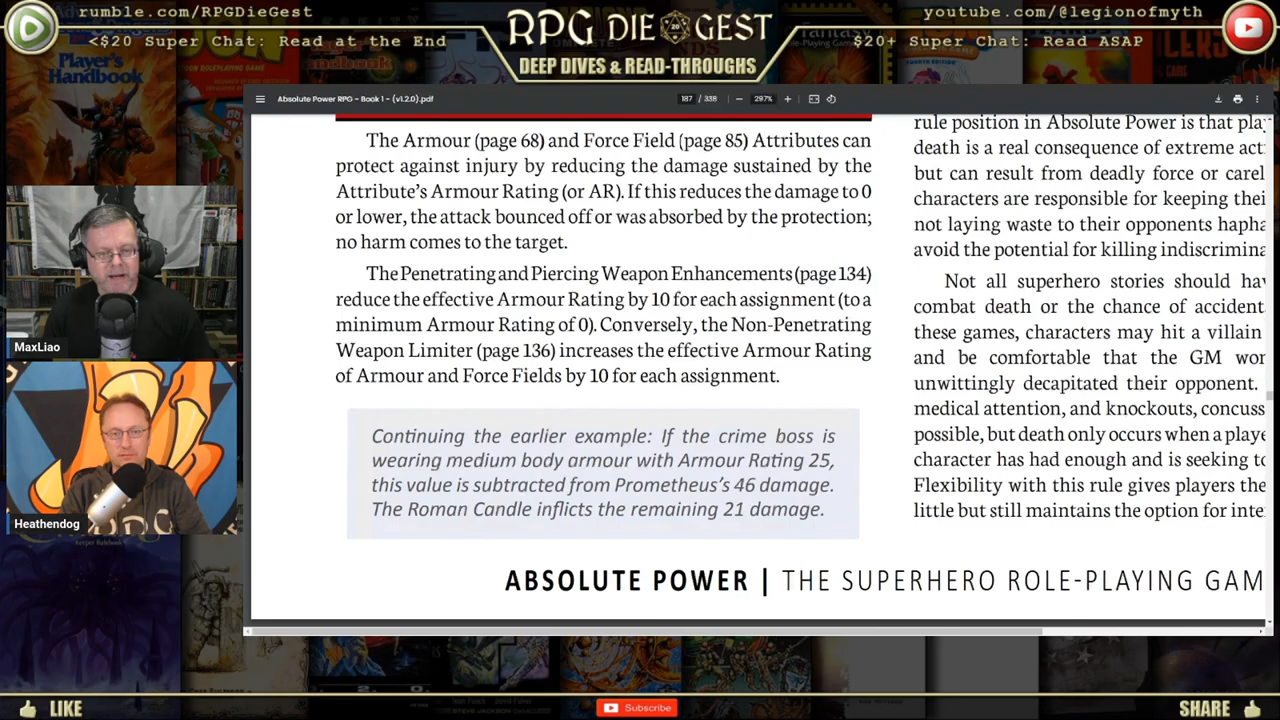 rumble.com/RPGDieGest
<$20 Super Chat: Read at the End
RPG DIE GEST
DEEP DIVES & READ-THROUGHS
youtube.com/@legionofmyth
$20+ Super Chat: Read ASAP
Player's
Handbook
Absolute Power RPG - Book 1 - (v1.2.0).pdf
187 / 338
297%
The Armour (page 68) and Force Field (page 85) Attributes can
protect against injury by reducing the damage sustained by the
Attribute's Armour Rating (or AR). If this reduces the damage to 0
or lower, the attack bounced off or was absorbed by the protection;
no harm comes to the target.
The Penetrating and Piercing Weapon Enhancements (page 134)
reduce the effective Armour Rating by 10 for each assignment (to a
minimum Armour Rating of 0). Conversely, the Non-Penetrating
Weapon Limiter (page 136) increases the effective Armour Rating
of Armour and Force Fields by 10 for each assignment.
Continuing the earlier example: If the crime boss is
wearing medium body armour with Armour Rating 25,
this value is subtracted from Prometheus's 46 damage.
The Roman Candle inflicts the remaining 21 damage.
rule position in Absolute Power is that pla
death is a real consequence of extreme act
but can result from deadly force or carel
characters are responsible for keeping thei
not laying waste to their opponents hapha
avoid the potential for killing indiscrimina
Not all superhero stories should hav
combat death or the chance of accident
these games, characters may hit a villain
and be comfortable that the GM won
unwittingly decapitated their opponent.
medical attention, and knockouts, concuss
possible, but death only occurs when a playe
character has had enough and is seeking to
Flexibility with this rule gives players the
little but still maintains the option for inte
ABSOLUTE POWER | THE SUPERHERO ROLE-PLAYING GAM
MaxLiao
Heathendog
LIKE
Subscribe
SHARE